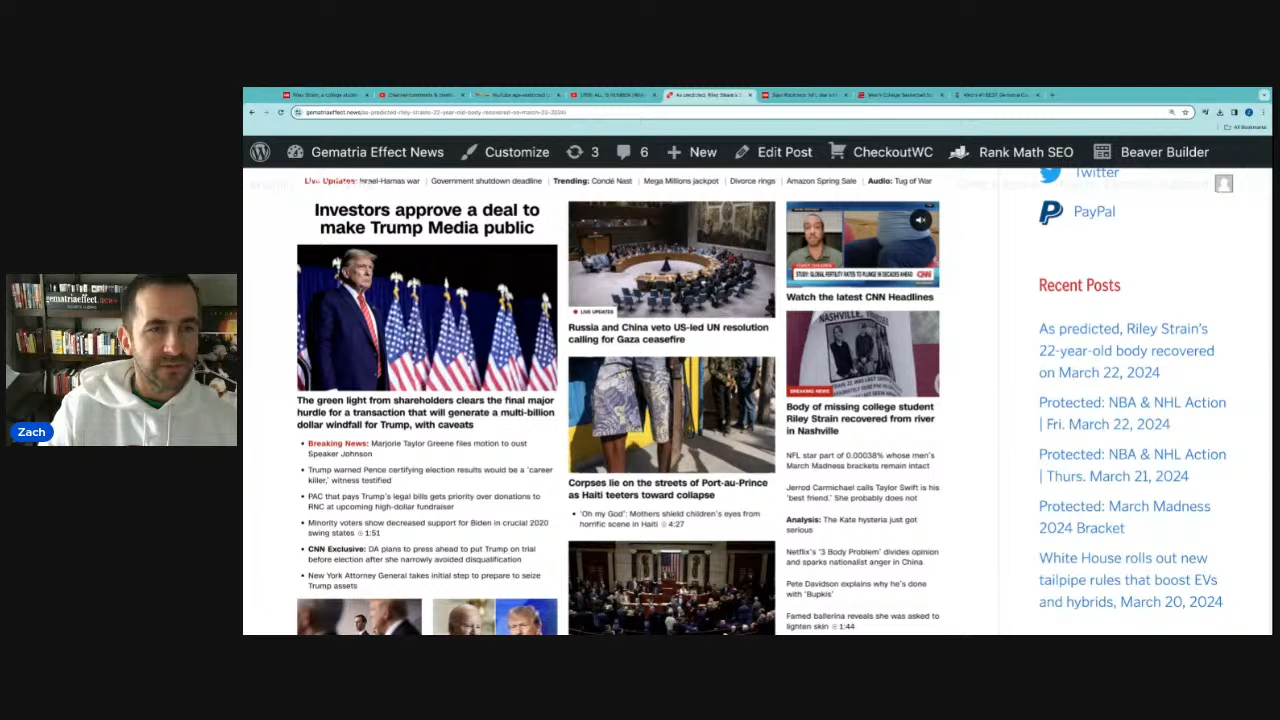 gematriaeffect.news/as-predicted-riley-strains-22-year-old-body-recovered-on-march-22-2024/
All Bookmarks
Gematria Effect News
Customize
3
6
New
Edit Post
CheckoutWC
Rank Math SEO
Beaver Builder
Live Updates: Israel-Hamas war
Government shutdown deadline
Trending: Condé Nast
Mega Millions jackpot
Divorce rings
Amazon Spring Sale
Audio: Tug of War
Investors approve a deal to
make Trump Media public
The green light from shareholders clears the final major
hurdle for a transaction that will generate a multi-billion
dollar windfall for Trump, with caveats
Breaking News: Marjorie Taylor Greene files motion to oust
Speaker Johnson
Trump warned Pence certifying election results would be a 'career
killer,' witness testified
PAC that pays Trump's legal bills gets priority over donations to
RNC at upcoming high-dollar fundraiser
Minority voters show decreased support for Biden in crucial 2020
swing states 1:51
CNN Exclusive: DA plans to press ahead to put Trump on trial
before election after she narrowly avoided disqualification
New York Attorney General takes initial step to prepare to seize
Trump assets
LIVE UPDATES
Russia and China veto US-led UN resolution
calling for Gaza ceasefire
Corpses lie on the streets of Port-au-Prince
as Haiti teeters toward collapse
'Oh my God': Mothers shield children's eyes from
horrific scene in Haiti 4:27
STUDY: GLOBAL FERTILITY RATES TO PLUNGE IN DECADES AHEAD
CNN
Watch the latest CNN Headlines
NASHVILLE,
BREAKING NEWS
Body of missing college student
Riley Strain recovered from river
in Nashville
NFL star part of 0.00038% whose men's
March Madness brackets remain intact
Jerrod Carmichael calls Taylor Swift is his
'best friend.' She probably does not
Analysis: The Kate hysteria just got
serious
Netflix's '3 Body Problem' divides opinion
and sparks nationalist anger in China
Pete Davidson explains why he's done
with 'Bupkis'
Famed ballerina reveals she was asked to
lighten skin 1:44
Twitter
PayPal
Recent Posts
As predicted, Riley Strain's
22-year-old body recovered
on March 22, 2024
Protected: NBA & NHL Action
| Fri. March 22, 2024
Protected: NBA & NHL Action
| Thurs. March 21, 2024
Protected: March Madness
2024 Bracket
White House rolls out new
tailpipe rules that boost EVs
and hybrids, March 20, 2024
gematriaeffect.news
Zach